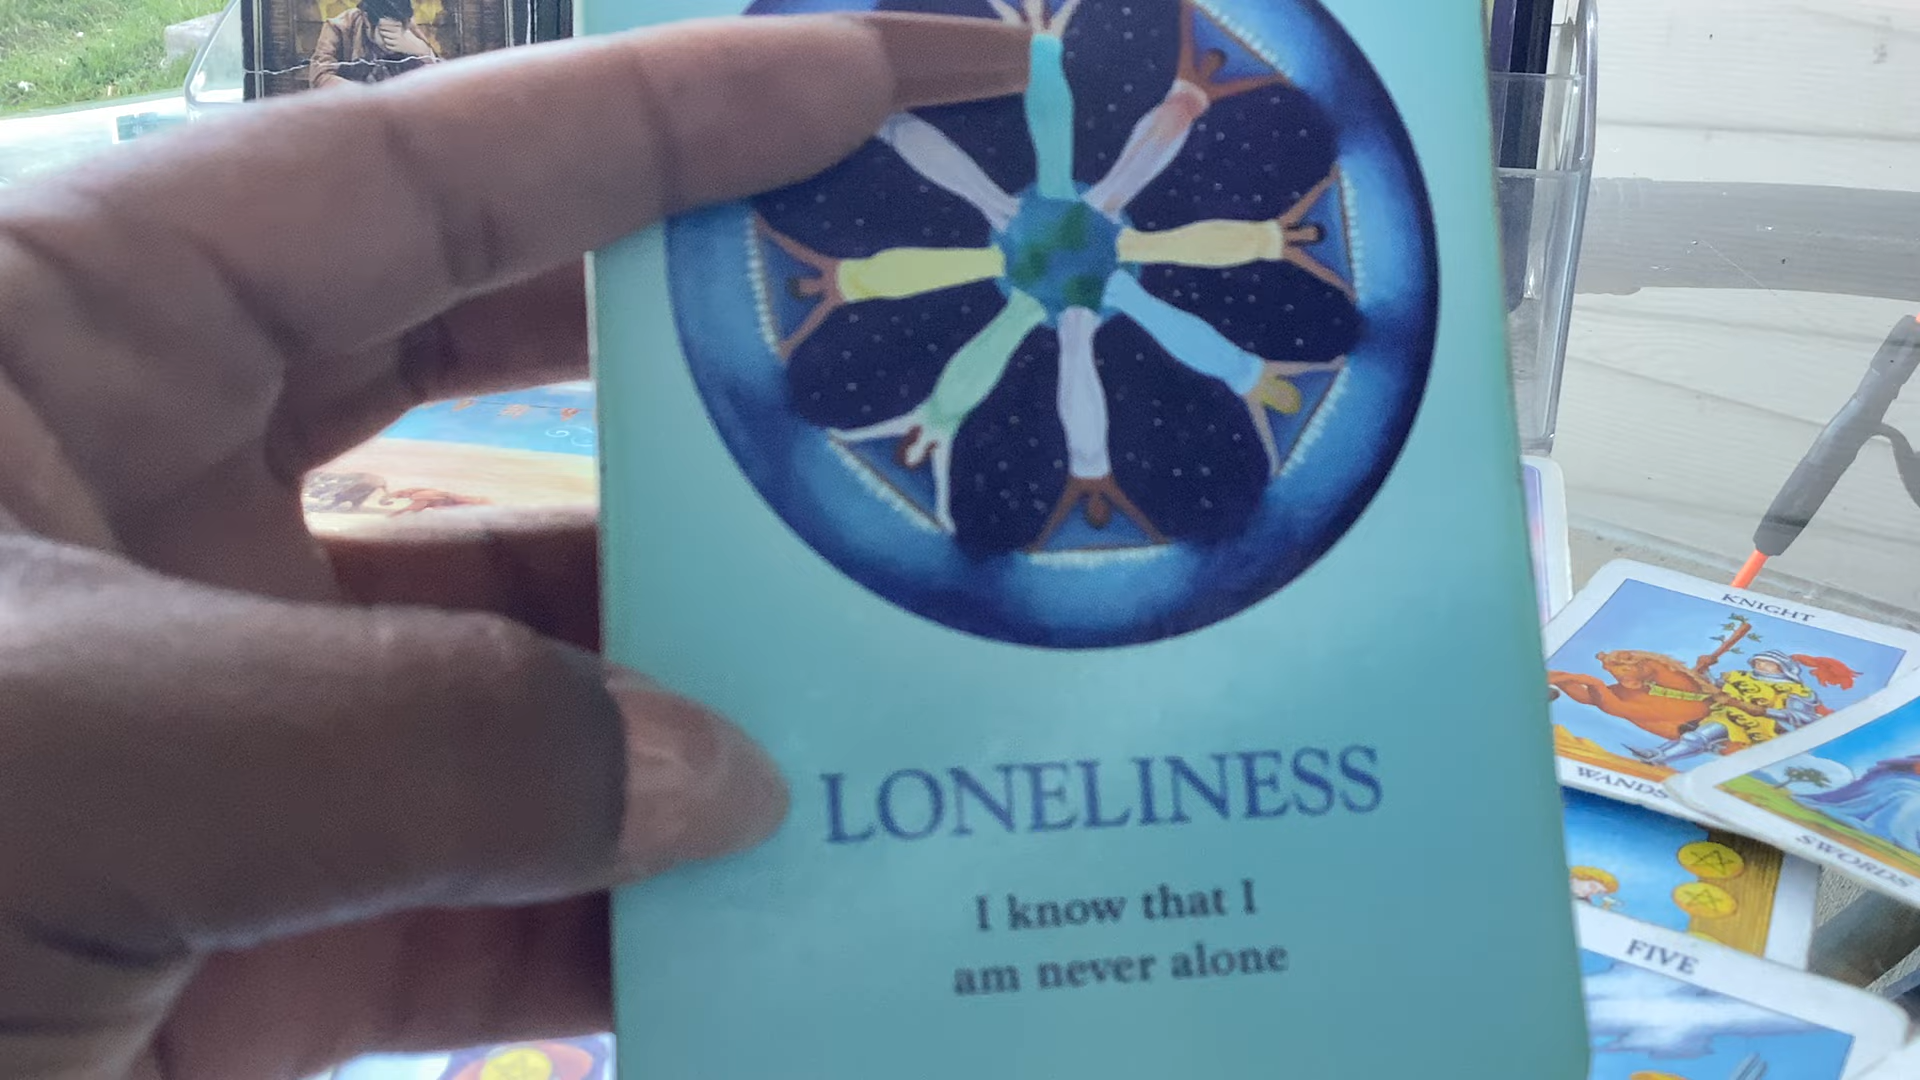 LONELINESS
I know that I
am never alone
KNIGHT
WANDS
SWORDS
FIVE